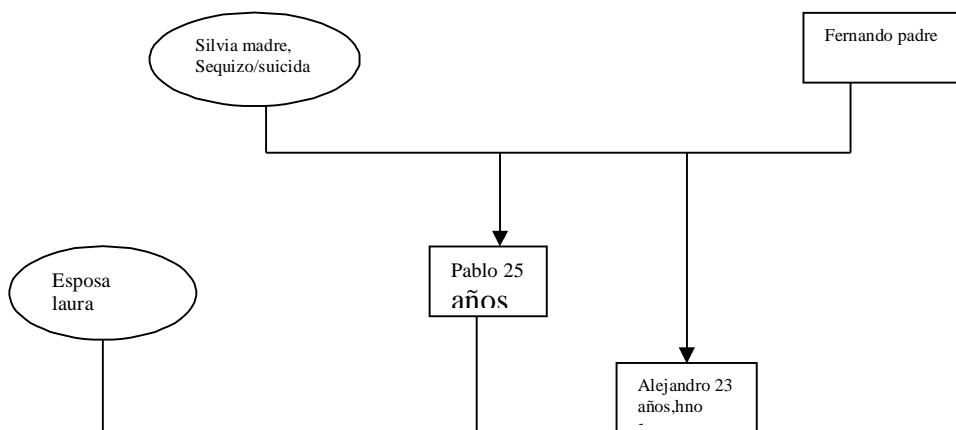 Silvia madre,
Sequizo/suicida
Fernando padre
Esposa
laura
Pablo 25
años
Alejandro 23
años,hno